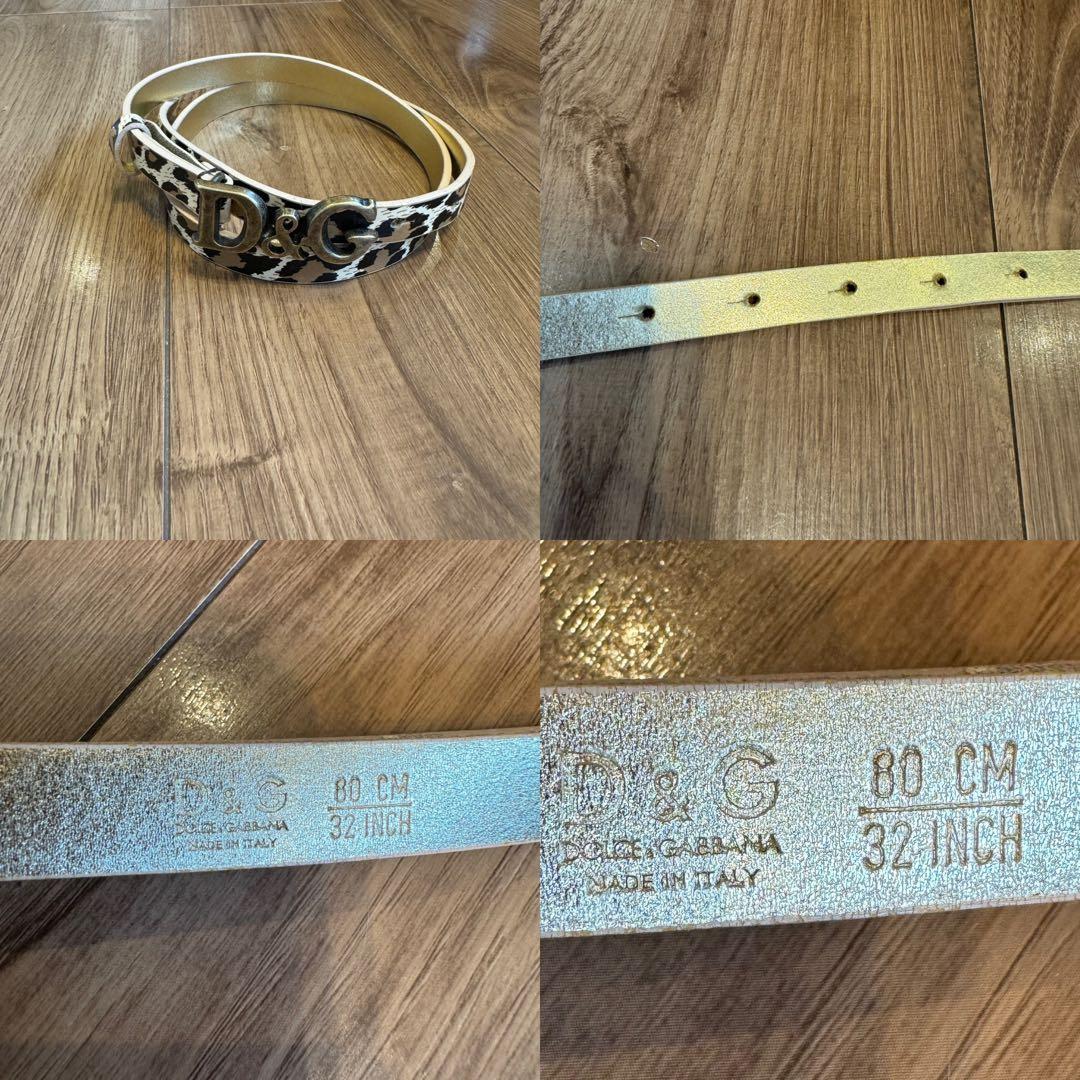 D&G
D & G
DOLCE & GABBANA
MADE IN ITALY
80 CM
32 INCH
D & G
DOLCE & GABBANA
MADE IN ITALY
80 CM
32 INCH